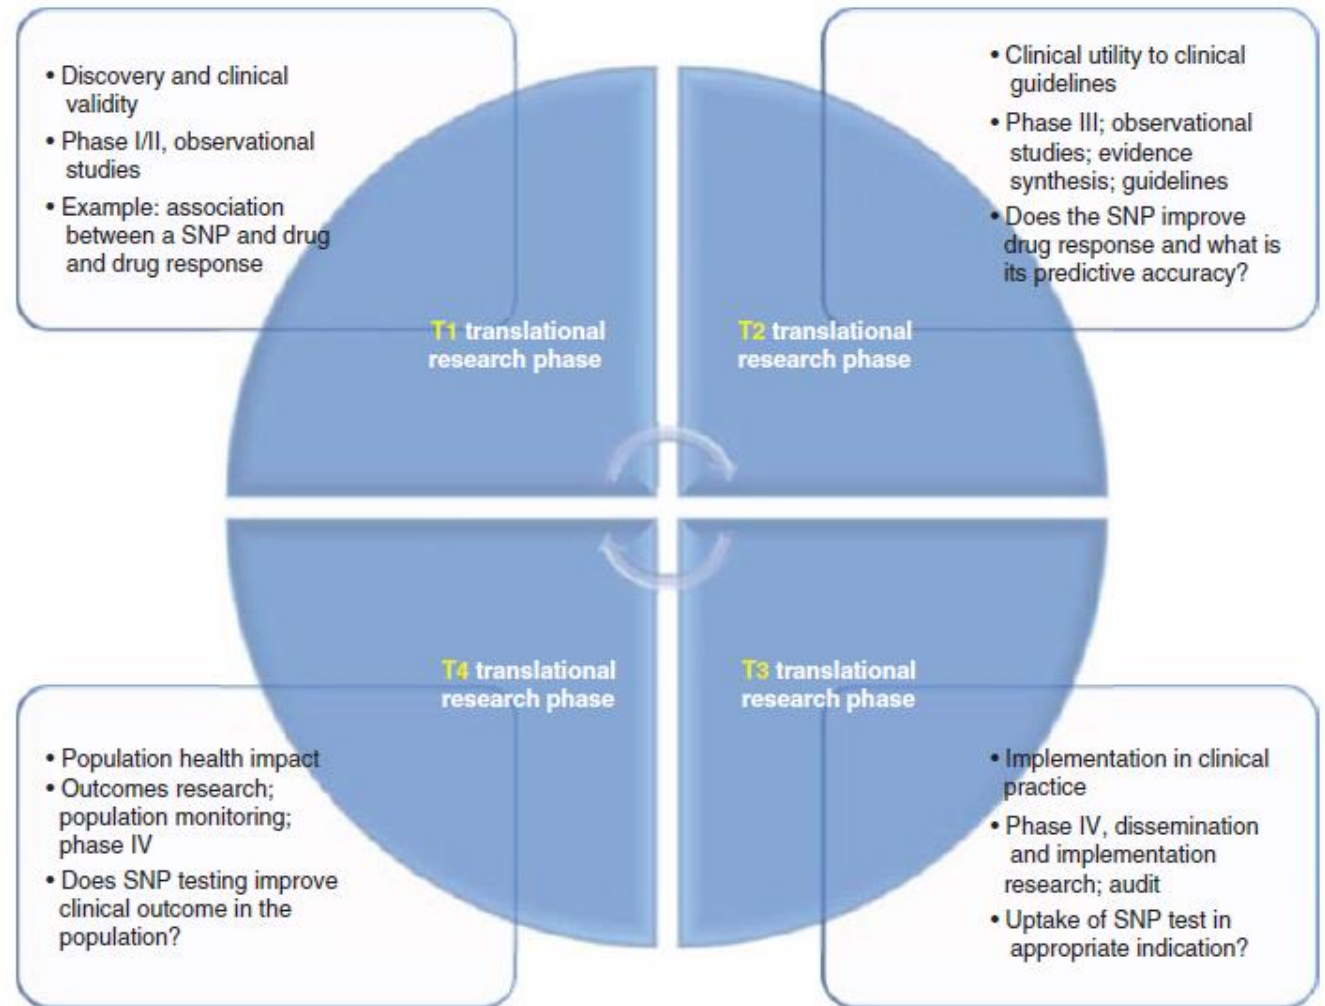 • Discovery and clinical
validity
• Phase I/II, observational
studies
• Example: association
between a SNP and drug
and drug response
T1 translational
research phase
• Clinical utility to clinical
guidelines
• Phase III; observational
studies; evidence
synthesis; guidelines
• Does the SNP improve
drug response and what is
its predictive accuracy?
T2 translational
research phase
T4 translational
research phase
• Population health impact
• Outcomes research;
population monitoring;
phase IV
• Does SNP testing improve
clinical outcome in the
population?
T3 translational
research phase
• Implementation in clinical
practice
• Phase IV, dissemination
and implementation
research; audit
• Uptake of SNP test in
appropriate indication?